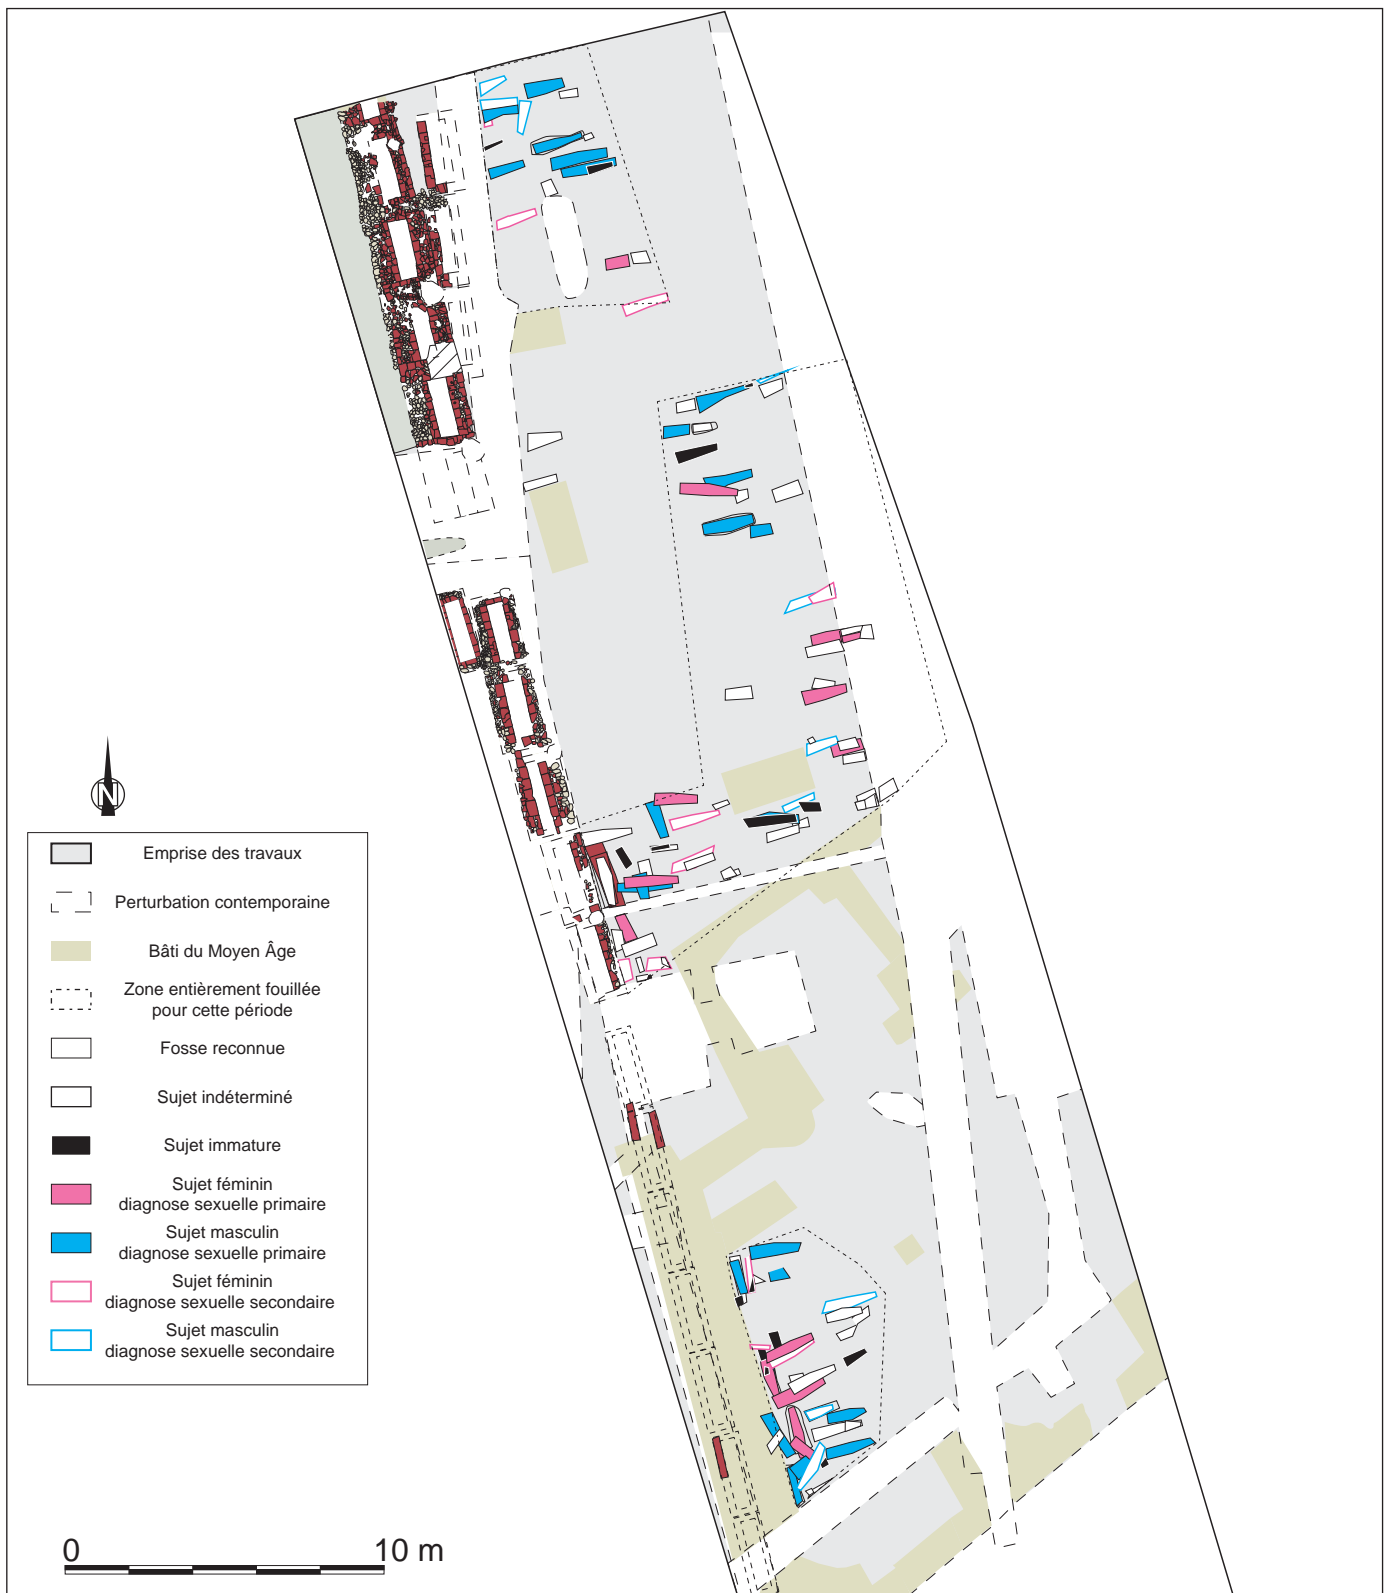 N
Emprise des travaux
Perturbation contemporaine
Bâti du Moyen Âge
Zone entièrement fouillée
pour cette période
Fosse reconnue
Sujet indéterminé
Sujet immature
Sujet féminin
diagnose sexuelle primaire
Sujet masculin
diagnose sexuelle primaire
Sujet féminin
diagnose sexuelle secondaire
Sujet masculin
diagnose sexuelle secondaire
0 10 m